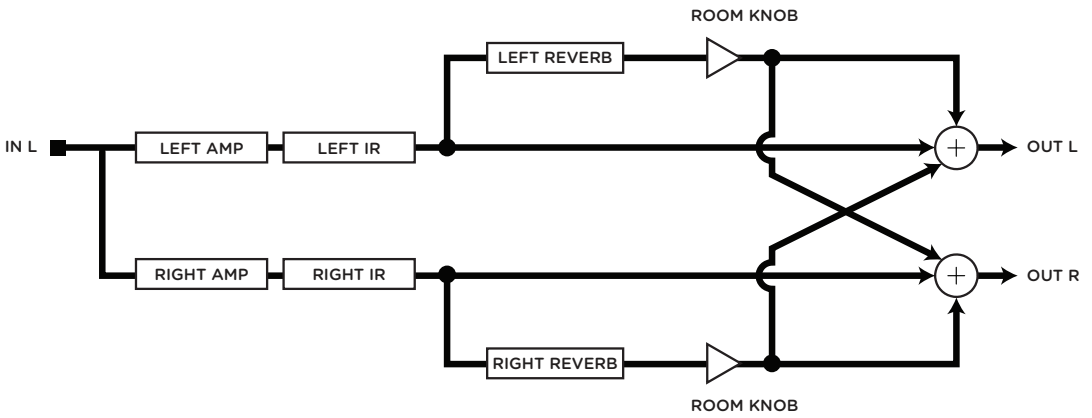 ROOM KNOB
LEFT REVERB
IN L
LEFT AMP
LEFT IR
+
OUT L
RIGHT AMP
RIGHT IR
+
OUT R
RIGHT REVERB
ROOM KNOB